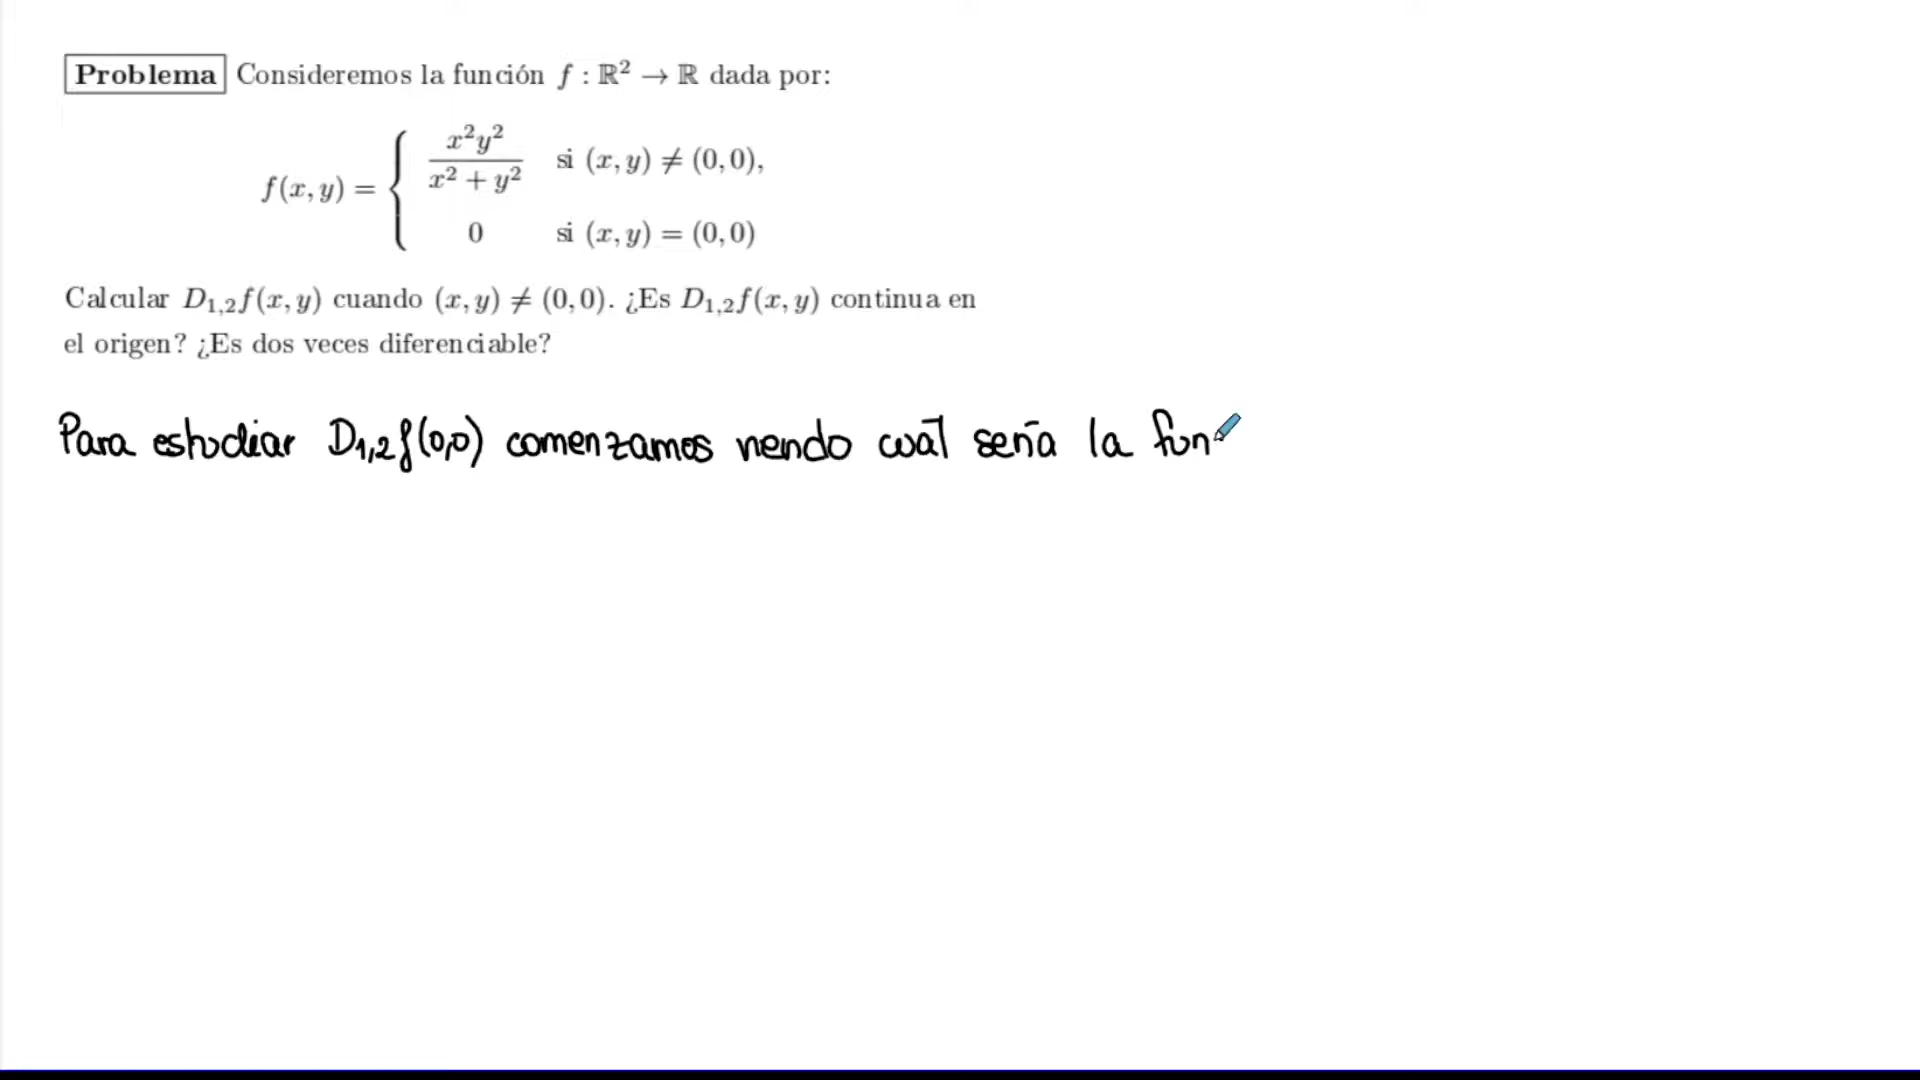 Problema Consideremos la función f : ℝ² → ℝ dada por:
f(x, y) = { x²y² / (x² + y²) si (x, y) ≠ (0, 0),
0 si (x, y) = (0, 0)
Calcular D₁,₂f(x, y) cuando (x, y) ≠ (0, 0). ¿Es D₁,₂f(x, y) continua en
el origen? ¿Es dos veces diferenciable?
Para estudiar D₁,₂f(0,0) comenzamos viendo cuál sería la fun